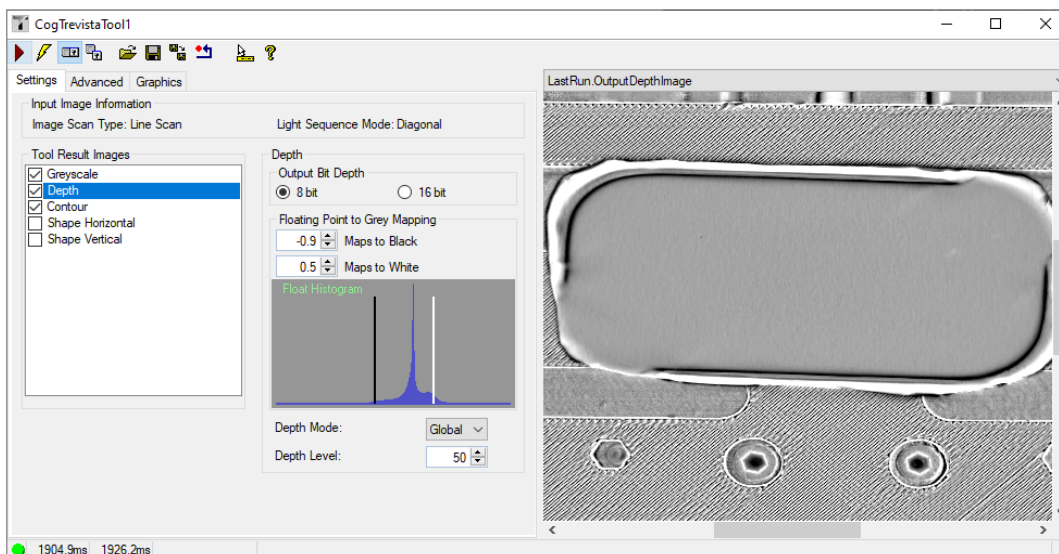 CogTrevistaTool1
Settings Advanced Graphics
Input Image Information
Image Scan Type: Line Scan Light Sequence Mode: Diagonal
Tool Result Images
Greyscale
Depth
Contour
Shape Horizontal
Shape Vertical
Depth
Output Bit Depth
8 bit 16 bit
Floating Point to Grey Mapping
-0.9 Maps to Black
0.5 Maps to White
Float Histogram
Depth Mode: Global
Depth Level: 50
LastRun.OutputDepthImage
1904.9ms 1926.2ms